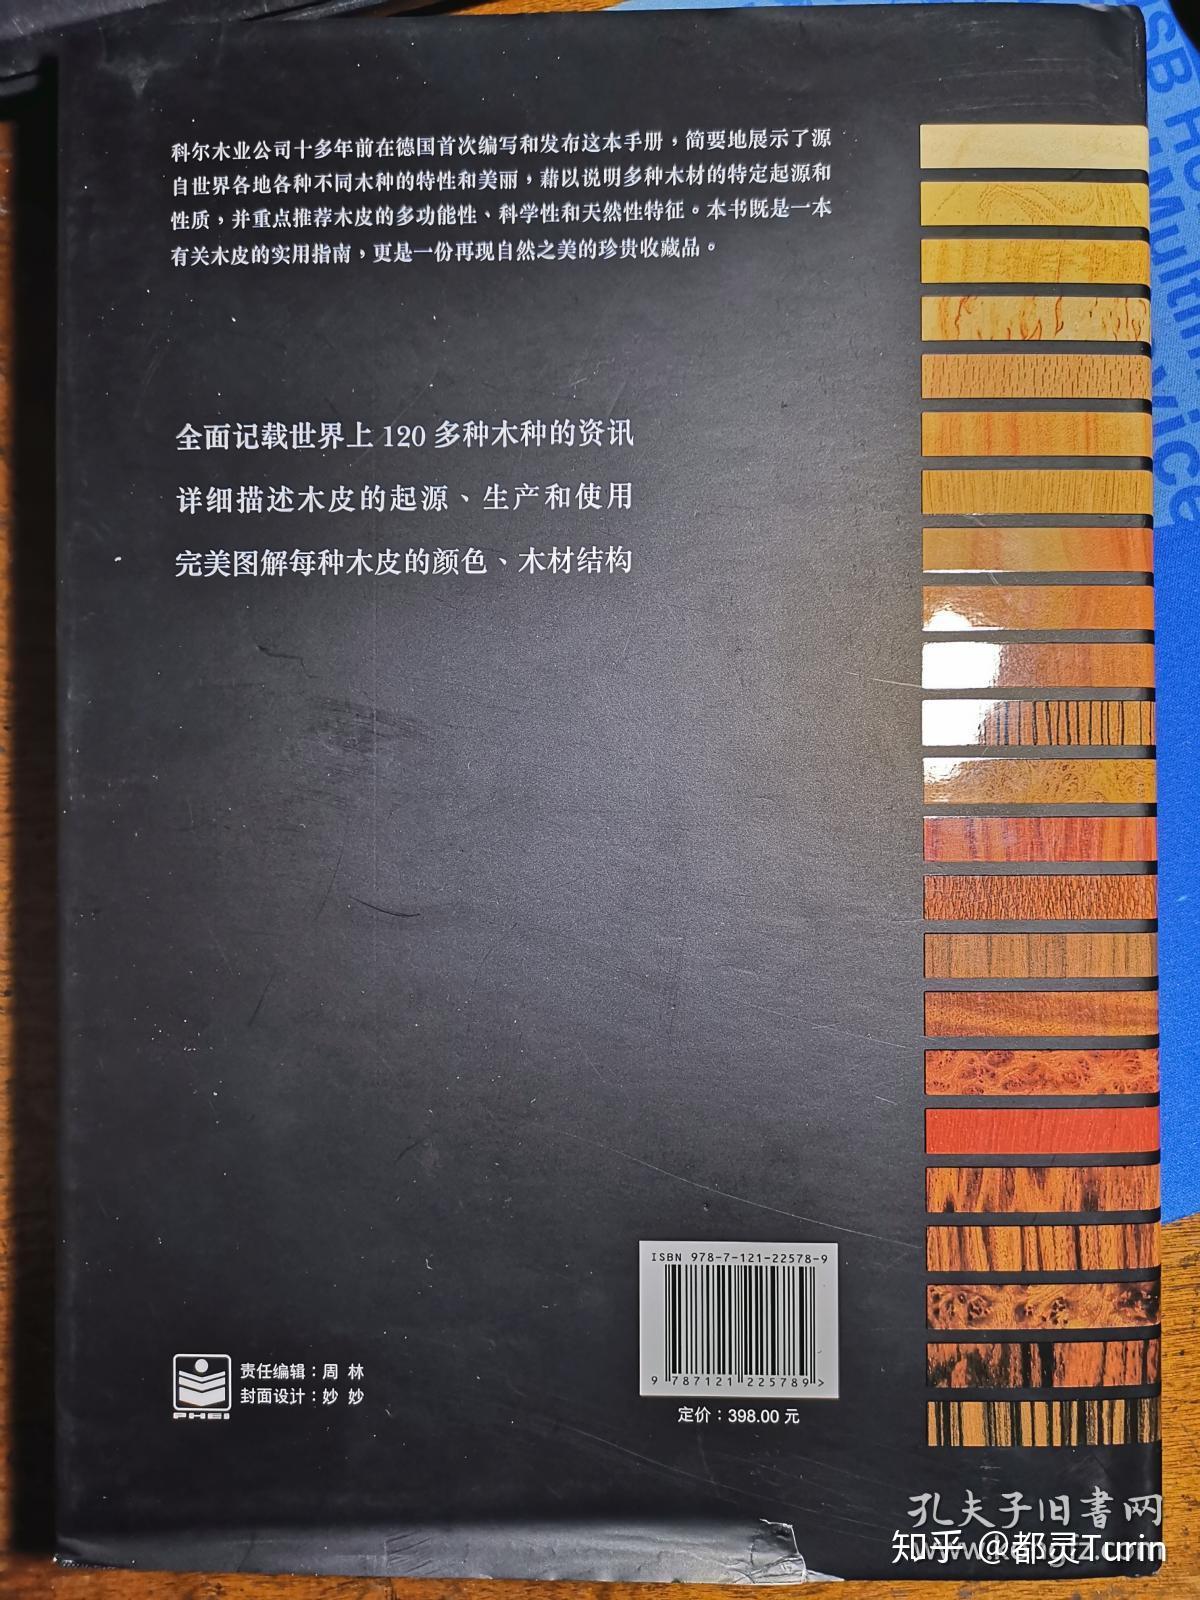 科尔木业公司十多年前在德国首次编写和发布这本手册，简要地展示了源
自世界各地各种不同木种的特性和美丽，藉以说明多种木材的特定起源和
性质，并重点推荐木皮的多功能性、科学性和天然性特征。本书既是一本
有关木皮的实用指南，更是一份再现自然之美的珍贵收藏品。
全面记载世界上 120 多种木种的资讯
详细描述木皮的起源、生产和使用
完美图解每种木皮的颜色、木材结构
ISBN 978-7-121-22578-9
9 787121 225789 >
定价：398.00 元
PHEI
责任编辑：周 林
封面设计：妙 妙
孔夫子旧書网
知乎 @都灵Turin